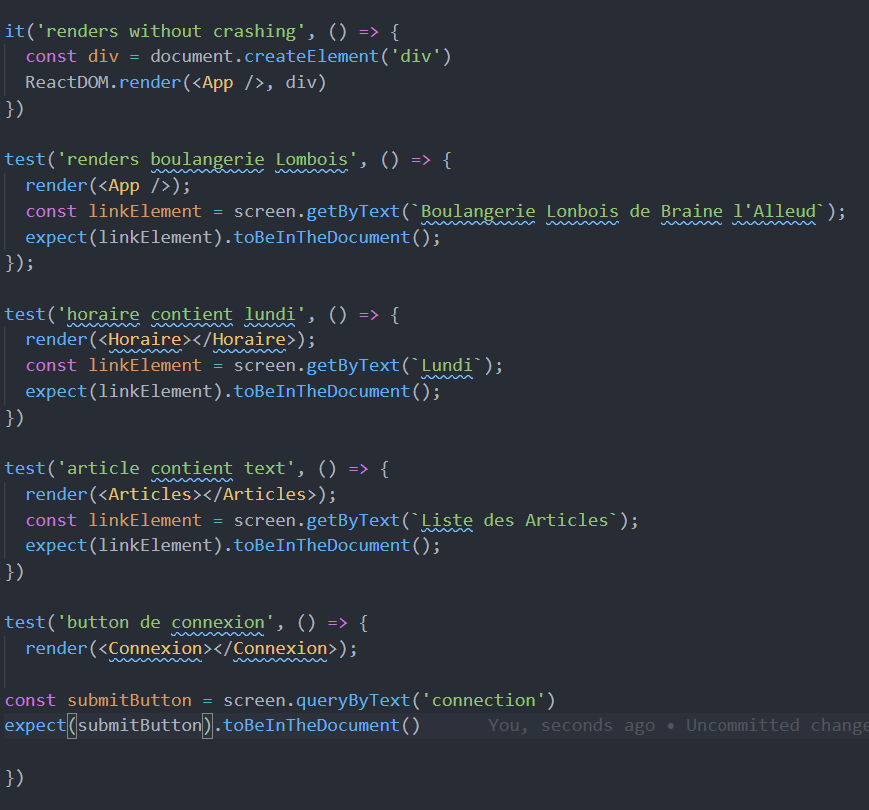 it('renders without crashing', () => {
  const div = document.createElement('div')
  ReactDOM.render(<App />, div)
})
test('renders boulangerie Lombois', () => {
  render(<App />);
  const linkElement = screen.getByText(`Boulangerie Lonbois de Braine l'Alleud`);
  expect(linkElement).toBeInTheDocument();
});
test('horaire contient lundi', () => {
  render(<Horaire></Horaire>);
  const linkElement = screen.getByText(`Lundi`);
  expect(linkElement).toBeInTheDocument();
})
test('article contient text', () => {
  render(<Articles></Articles>);
  const linkElement = screen.getByText(`Liste des Articles`);
  expect(linkElement).toBeInTheDocument();
})
test('button de connexion', () => {
  render(<Connexion></Connexion>);
const submitButton = screen.queryByText('connection')
expect(submitButton).toBeInTheDocument() You, seconds ago • Uncommitted change
})